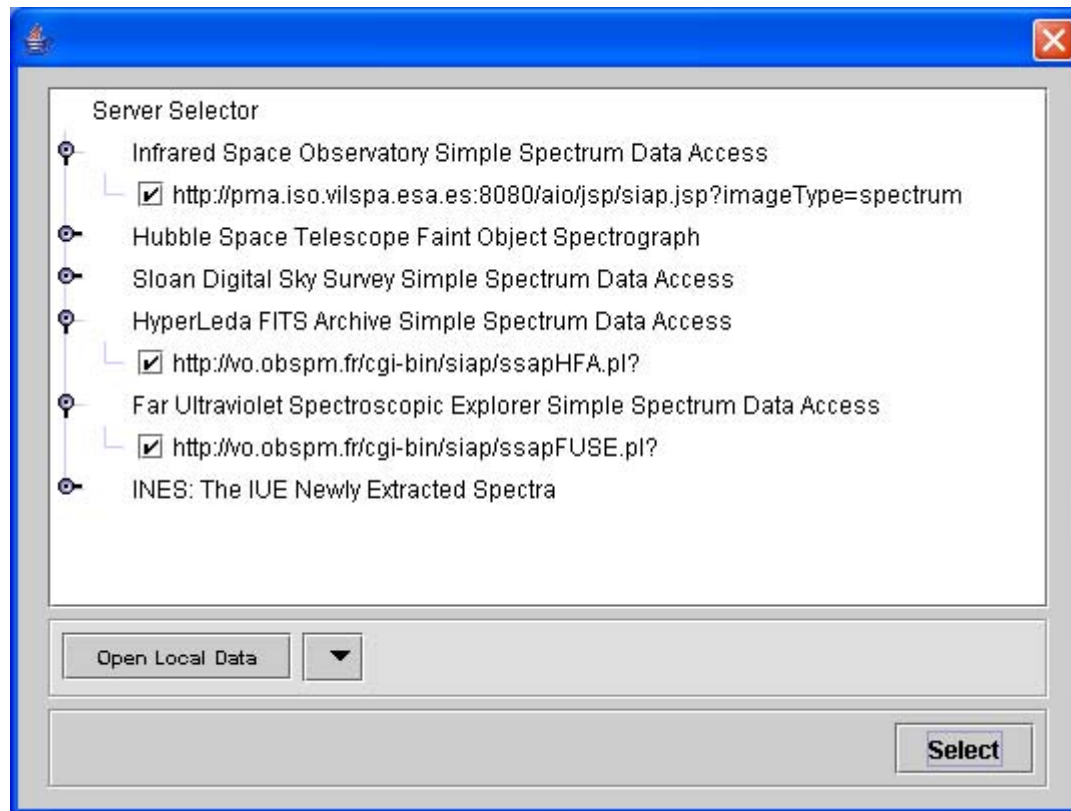 Server Selector
Infrared Space Observatory Simple Spectrum Data Access
http://pma.iso.vilspa.esa.es:8080/aio/jsp/siap.jsp?imageType=spectrum
Hubble Space Telescope Faint Object Spectrograph
Sloan Digital Sky Survey Simple Spectrum Data Access
HyperLeda FITS Archive Simple Spectrum Data Access
http://vo.obspm.fr/cgi-bin/siap/ssapHFA.pl?
Far Ultraviolet Spectroscopic Explorer Simple Spectrum Data Access
http://vo.obspm.fr/cgi-bin/siap/ssapFUSE.pl?
INES: The IUE Newly Extracted Spectra
Open Local Data
Select